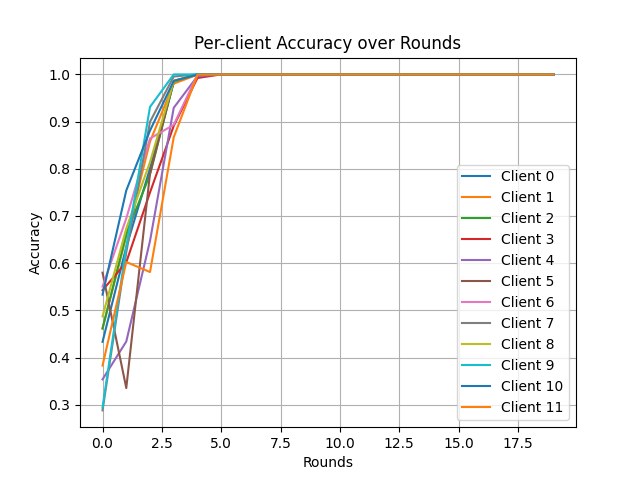 Per-client Accuracy over Rounds
1.0
0.9
0.8
0.7
0.6
0.5
0.4
0.3
Accuracy
Client 0
Client 1
Client 2
Client 3
Client 4
Client 5
Client 6
Client 7
Client 8
Client 9
Client 10
Client 11
0.0 2.5 5.0 7.5 10.0 12.5 15.0 17.5
Rounds